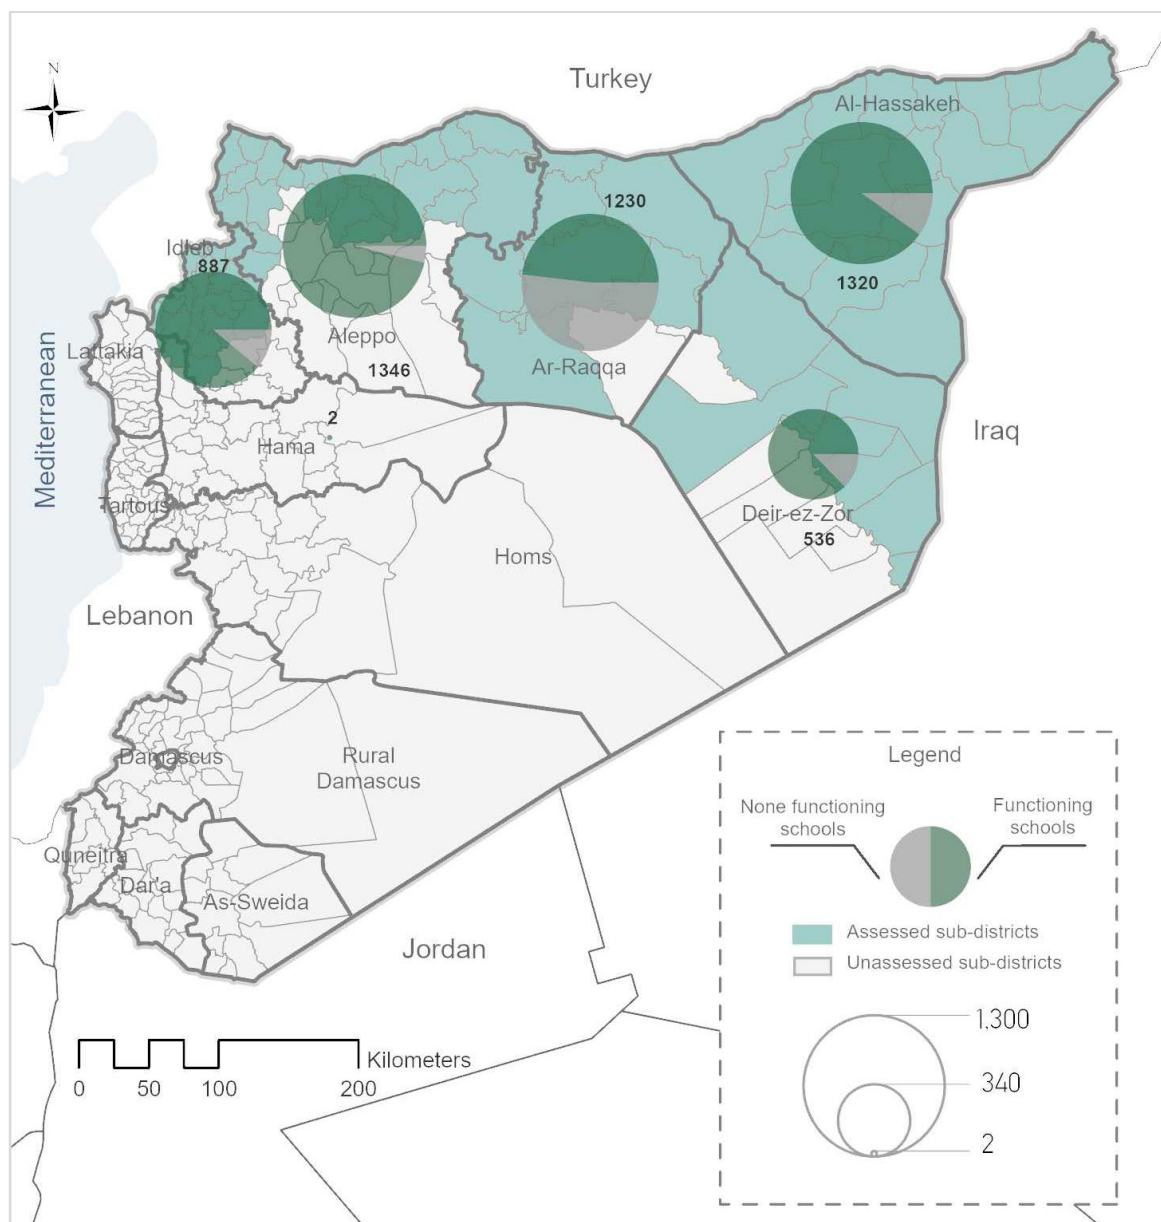 N
Turkey
Al-Hassakeh
1230
Idleb
887
1320
Aleppo
1346
Ar-Raqqa
Lattakia
Mediterranean
2
Hama
Iraq
Tartous
Deir-ez-Zor
536
Homs
Lebanon
Damascus
Rural
Damascus
Quneitra
Dar'a
As-Sweida
Jordan
Kilometers
0 50 100 200
Legend
None functioning
schools
Functioning
schools
Assessed sub-districts
Unassessed sub-districts
1,300
340
2